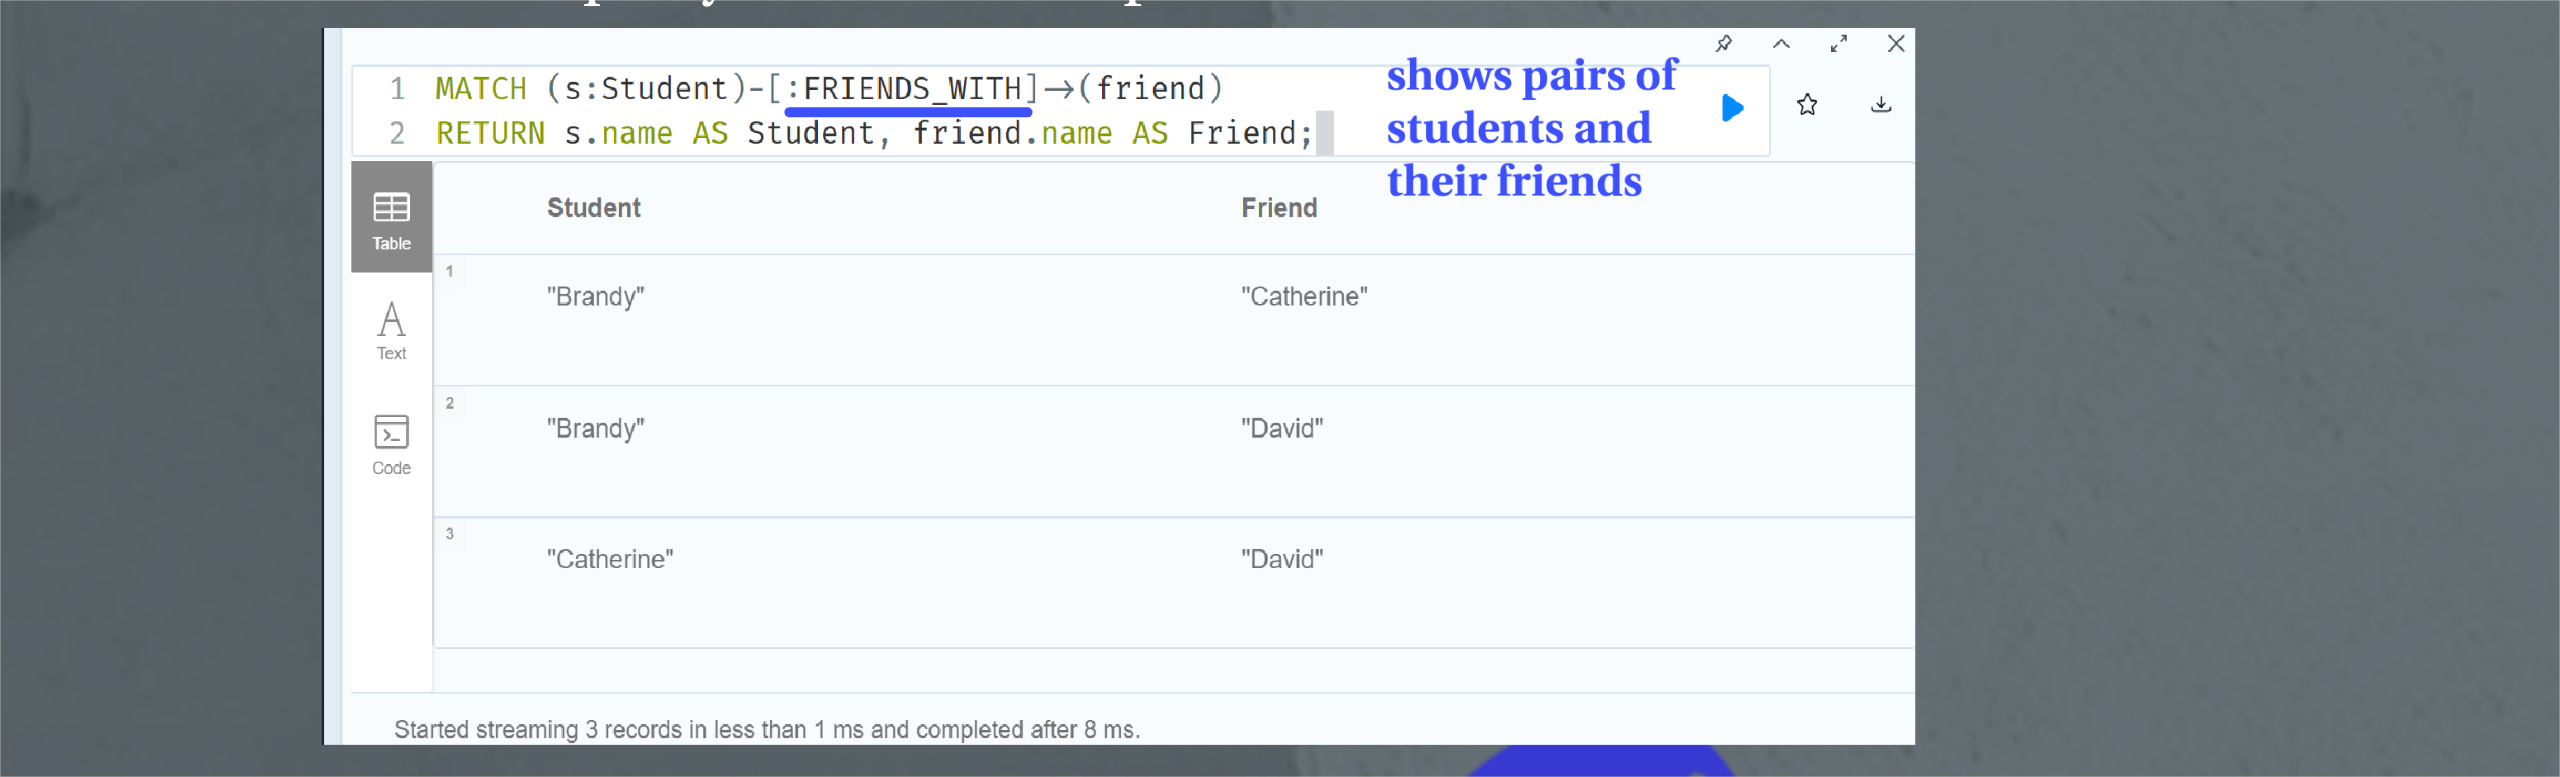 1 MATCH (s:Student)-[:FRIENDS_WITH]→(friend)
2 RETURN s.name AS Student, friend.name AS Friend;
shows pairs of
students and
their friends
Table
Text
Code
Student Friend
1 "Brandy" "Catherine"
2 "Brandy" "David"
3 "Catherine" "David"
Started streaming 3 records in less than 1 ms and completed after 8 ms.